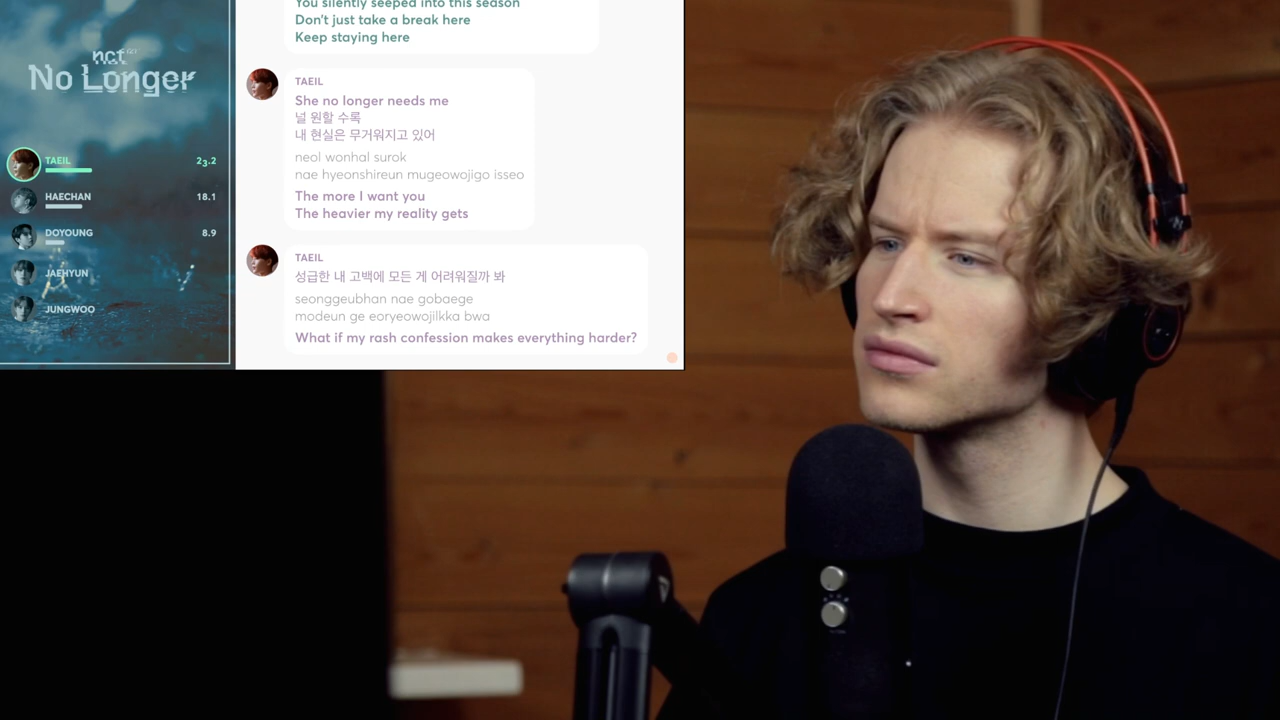 nct
No Longer
TAEIL 23.2
HAECHAN 18.1
DOYOUNG 8.9
JAEHYUN
JUNGWOO
You silently seeped into this season
Don't just take a break here
Keep staying here
TAEIL
She no longer needs me
널 원할 수록
내 현실은 무거워지고 있어
neol wonhal surok
nae hyeonshireun mugeowojigo isseo
The more I want you
The heavier my reality gets
TAEIL
성급한 내 고백에 모든 게 어려워질까 봐
seonggeubhan nae gobaege
modeun ge eoryeowojilkka bwa
What if my rash confession makes everything harder?